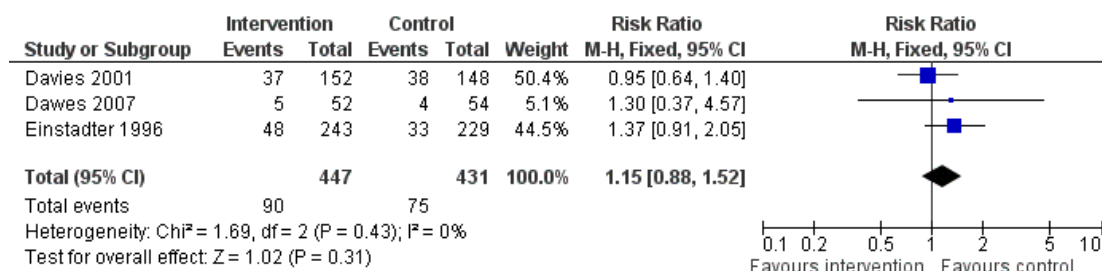 Intervention Control Risk Ratio Risk Ratio
Study or Subgroup Events Total Events Total Weight M-H, Fixed, 95% CI M-H, Fixed, 95% CI
Davies 2001 37 152 38 148 50.4% 0.95 [0.64, 1.40]
Dawes 2007 5 52 4 54 5.1% 1.30 [0.37, 4.57]
Einstadter 1996 48 243 33 229 44.5% 1.37 [0.91, 2.05]
Total (95% CI) 447 431 100.0% 1.15 [0.88, 1.52]
Total events 90 75
Heterogeneity: Chi² = 1.69, df = 2 (P = 0.43); I² = 0%
Test for overall effect: Z = 1.02 (P = 0.31)
0.1 0.2 0.5 1 2 5 10
Favours intervention Favours control